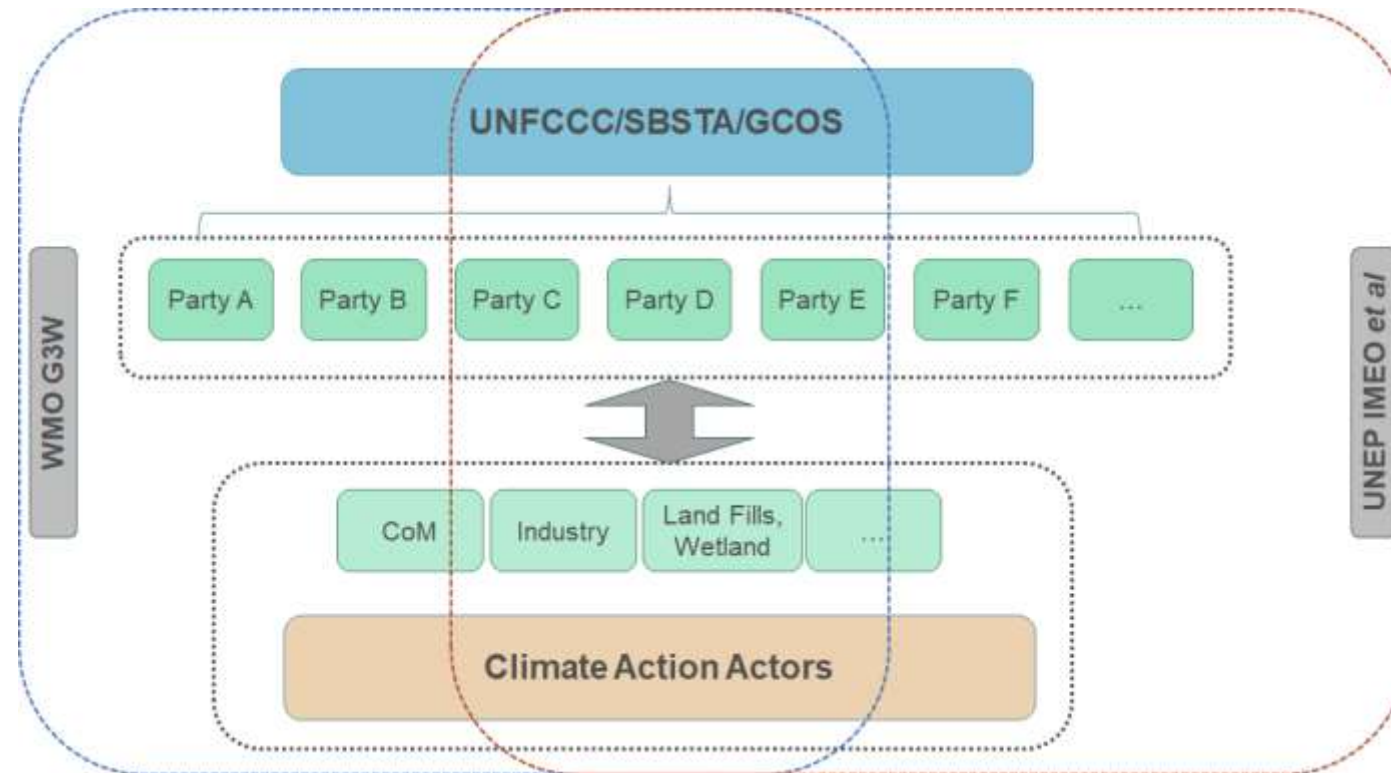 UNFCCC/SBSTA/GCOS
WMO G3W
Party A
Party B
Party C
Party D
Party E
Party F
...
UNEP IMEO et al
CoM
Industry
Land Fills,
Wetland
...
Climate Action Actors